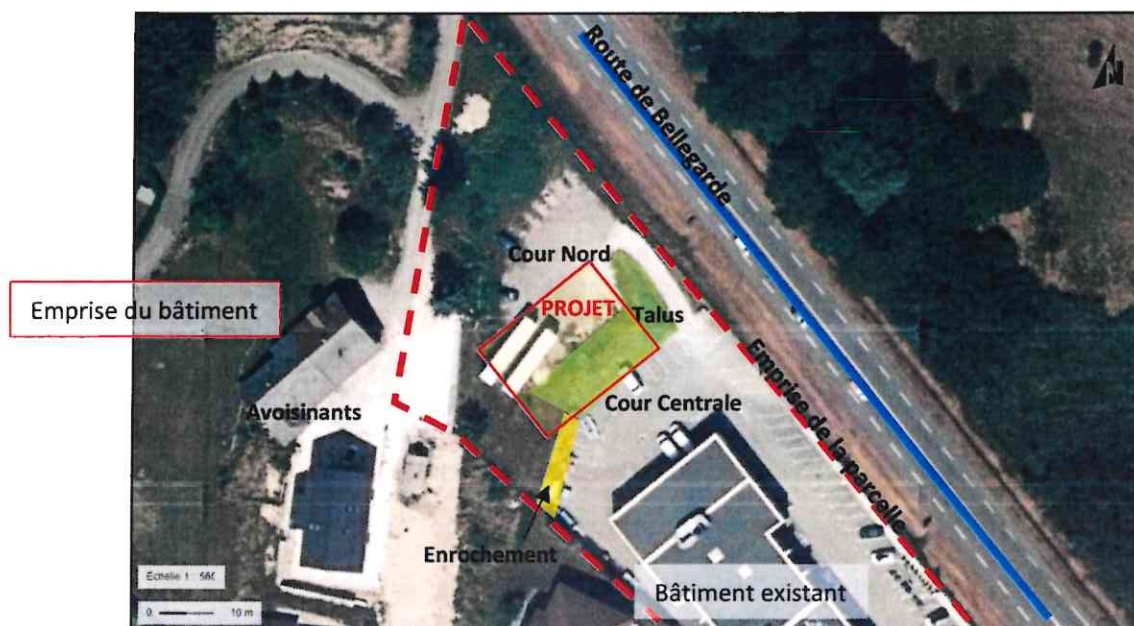 Route de Bellegarde
Cour Nord
PROJET
Talus
Emprise du bâtiment
Emprise de la parcelle
Avoisinants
Cour Centrale
Enrochement
Bâtiment existant
0 10 m